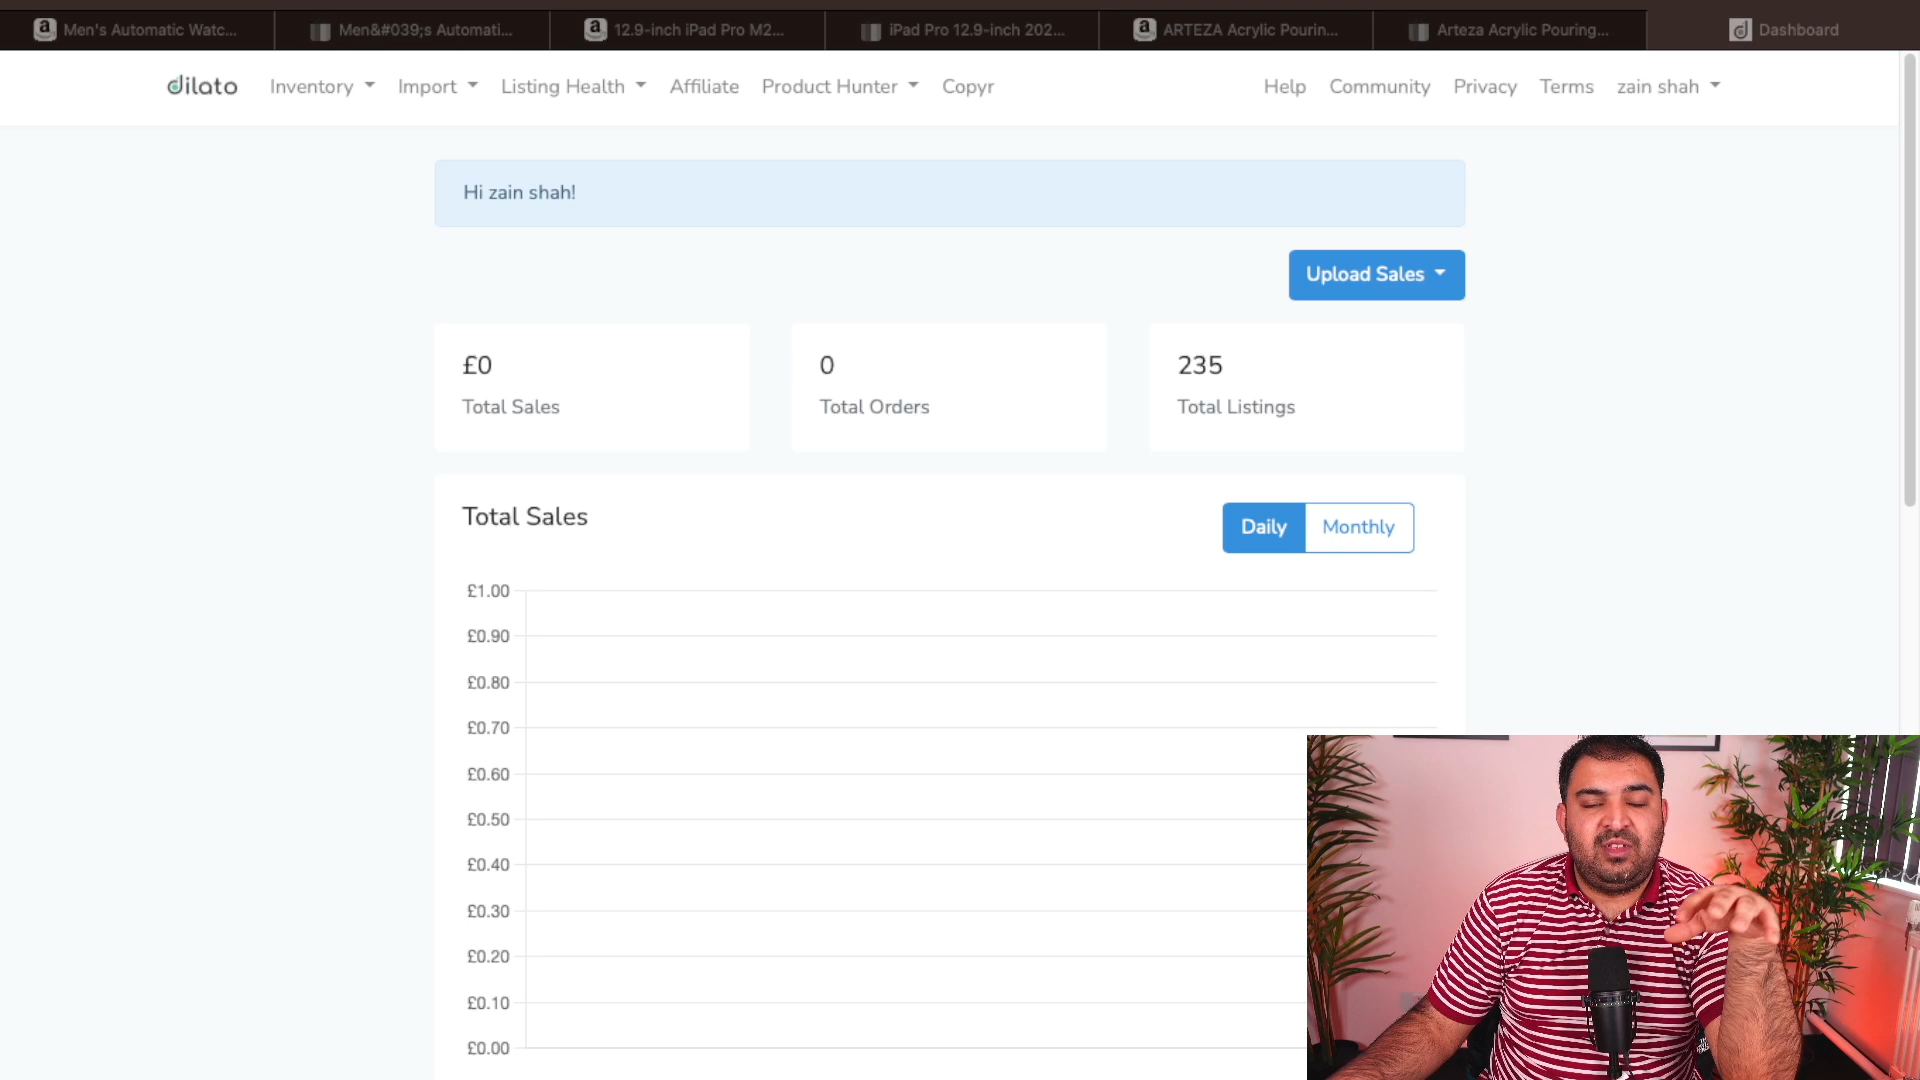 Men's Automatic Watc...
Men&#039;s Automati...
12.9-inch iPad Pro M2...
iPad Pro 12.9-inch 202...
ARTEZA Acrylic Pourin...
Arteza Acrylic Pouring...
Dashboard
dilato
Inventory
Import
Listing Health
Affiliate
Product Hunter
Copyr
Help
Community
Privacy
Terms
zain shah
Hi zain shah!
Upload Sales
£0
Total Sales
0
Total Orders
235
Total Listings
Total Sales
Daily
Monthly
£1.00
£0.90
£0.80
£0.70
£0.60
£0.50
£0.40
£0.30
£0.20
£0.10
£0.00